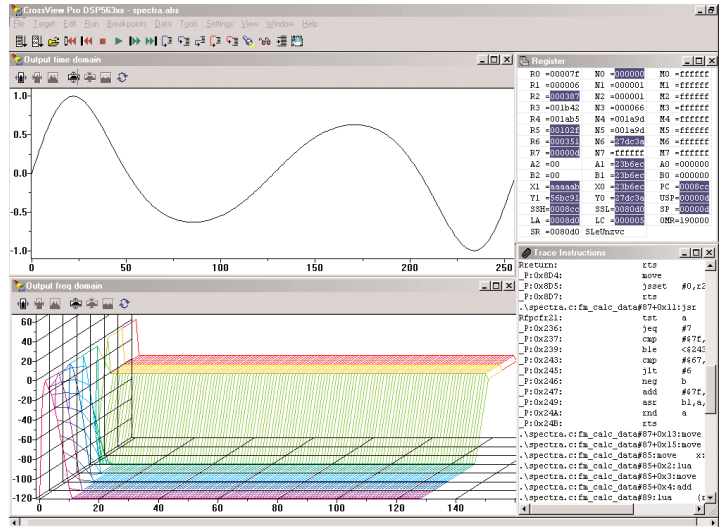 CrossView Pro DSP563xx - spectra.abs
File Target Edit Run Breakpoints Data Tools Settings View Window Help
Output time domain
1.0
0.5
0.0
-0.5
-1.0
0 50 100 150 200 250
Output freq domain
60
40
20
0
-20
-40
-60
-80
-100
-120
0 20 40 60 80 100 120 140
Register
R0 =00007f N0 =000000 M0 =ffffff
R1 =000006 N1 =000001 M1 =ffffff
R2 =000387 N2 =000001 M2 =ffffff
R3 =001b42 N3 =000066 M3 =ffffff
R4 =001ab5 N4 =001a9d M4 =ffffff
R5 =00102f N5 =001a9d M5 =ffffff
R6 =000351 N6 =27dc3a M6 =ffffff
R7 =00000d N7 =ffffff M7 =ffffff
A2 =00 A1 =23b6ec A0 =000000
B2 =00 B1 =23b6ec B0 =000000
X1 =aaaaab X0 =23b6ec PC =0008cc
Y1 =56bc91 Y0 =27dc3a USP=00000d
SSH=0008cc SSL=0080d0 SP =00000d
LA =0008d0 LC =000005 OMR=190000
SR =0080d0 SLeUnzvc
Trace Instructions
Rreturn: rts
_P:0x8D4: move
_P:0x8D5: jsset #0,r2
_P:0x8D7: rts
.\spectra.c:fm_calc_data#87+0x11:jsr
Rfpcfr21: tst a
_P:0x236: jeq #7
_P:0x237: cmp #&7f,
_P:0x239: ble <&243
_P:0x243: cmp #&67,
_P:0x245: jlt #6
_P:0x246: neg b
_P:0x247: add #&7f,
_P:0x249: asr b1,a,
_P:0x24A: rnd a
_P:0x24B: rts
.\spectra.c:fm_calc_data#87+0x13:move
.\spectra.c:fm_calc_data#87+0x15:move
.\spectra.c:fm_calc_data#85:move x:
.\spectra.c:fm_calc_data#85+0x2:lua
.\spectra.c:fm_calc_data#85+0x3:move
.\spectra.c:fm_calc_data#85+0x4:add
.\spectra.c:fm_calc_data#89:lua (r